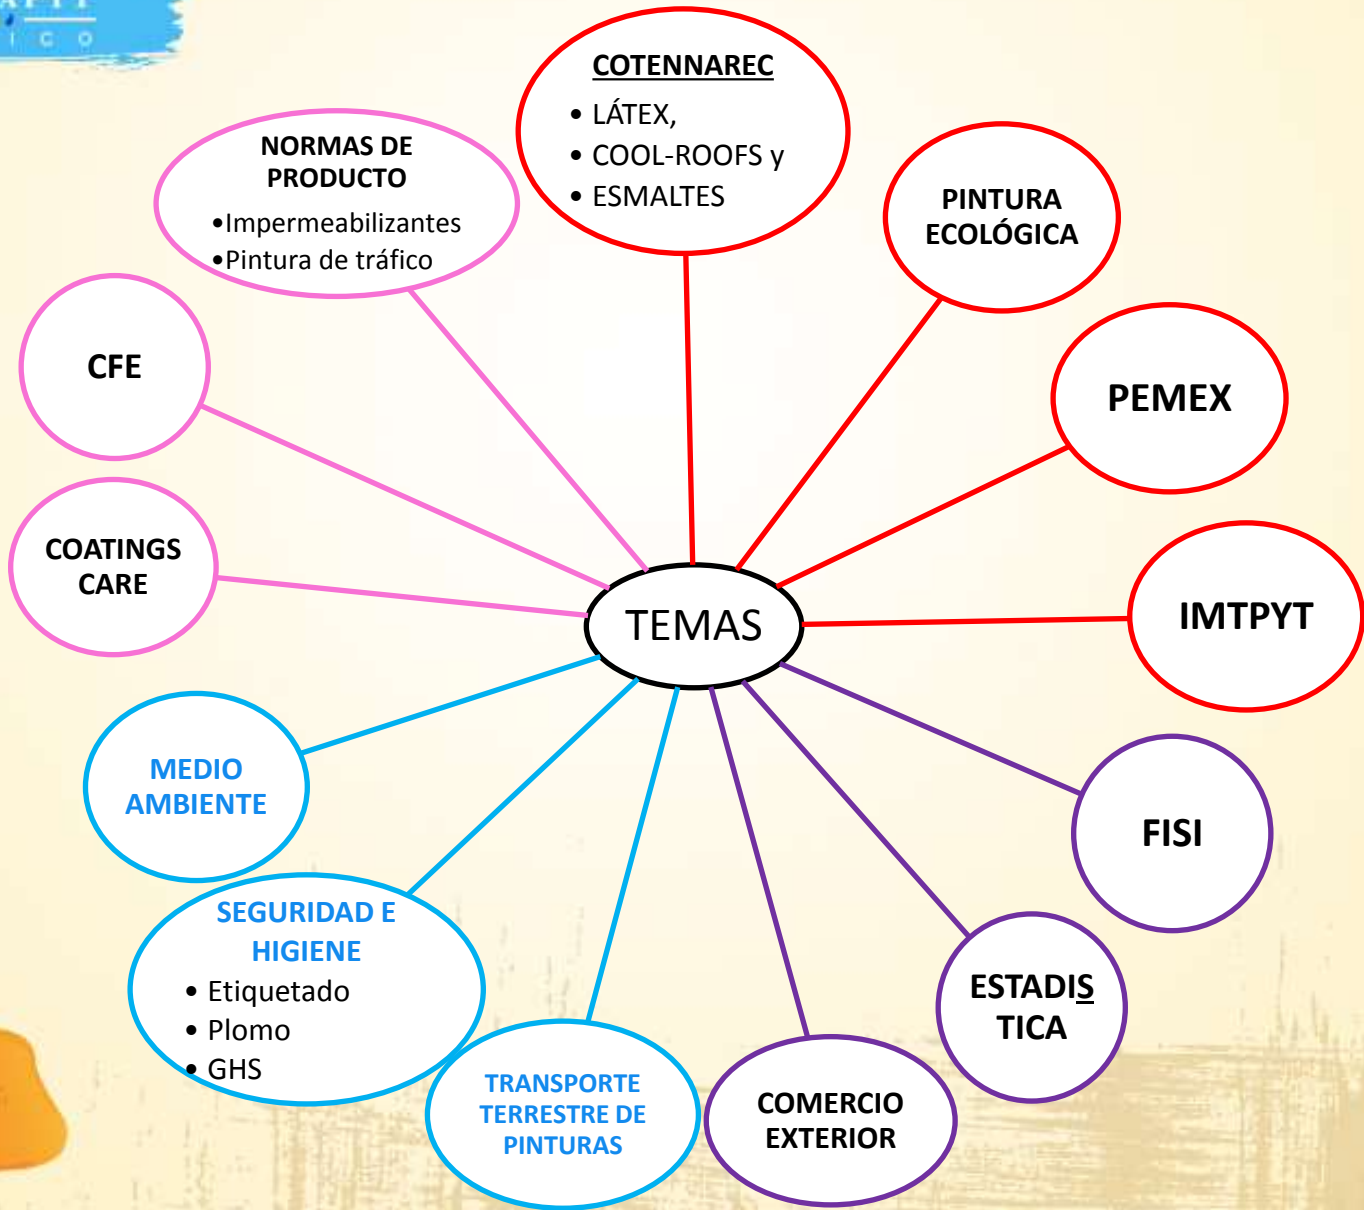 COTENNAREC
• LÁTEX,
• COOL-ROOFS y
• ESMALTES
NORMAS DE
PRODUCTO
•Impermeabilizantes
•Pintura de tráfico
PINTURA
ECOLÓGICA
CFE
PEMEX
COATINGS
CARE
TEMAS
IMTPYT
MEDIO
AMBIENTE
FISI
SEGURIDAD E
HIGIENE
• Etiquetado
• Plomo
• GHS
ESTADIS
TICA
TRANSPORTE
TERRESTRE DE
PINTURAS
COMERCIO
EXTERIOR